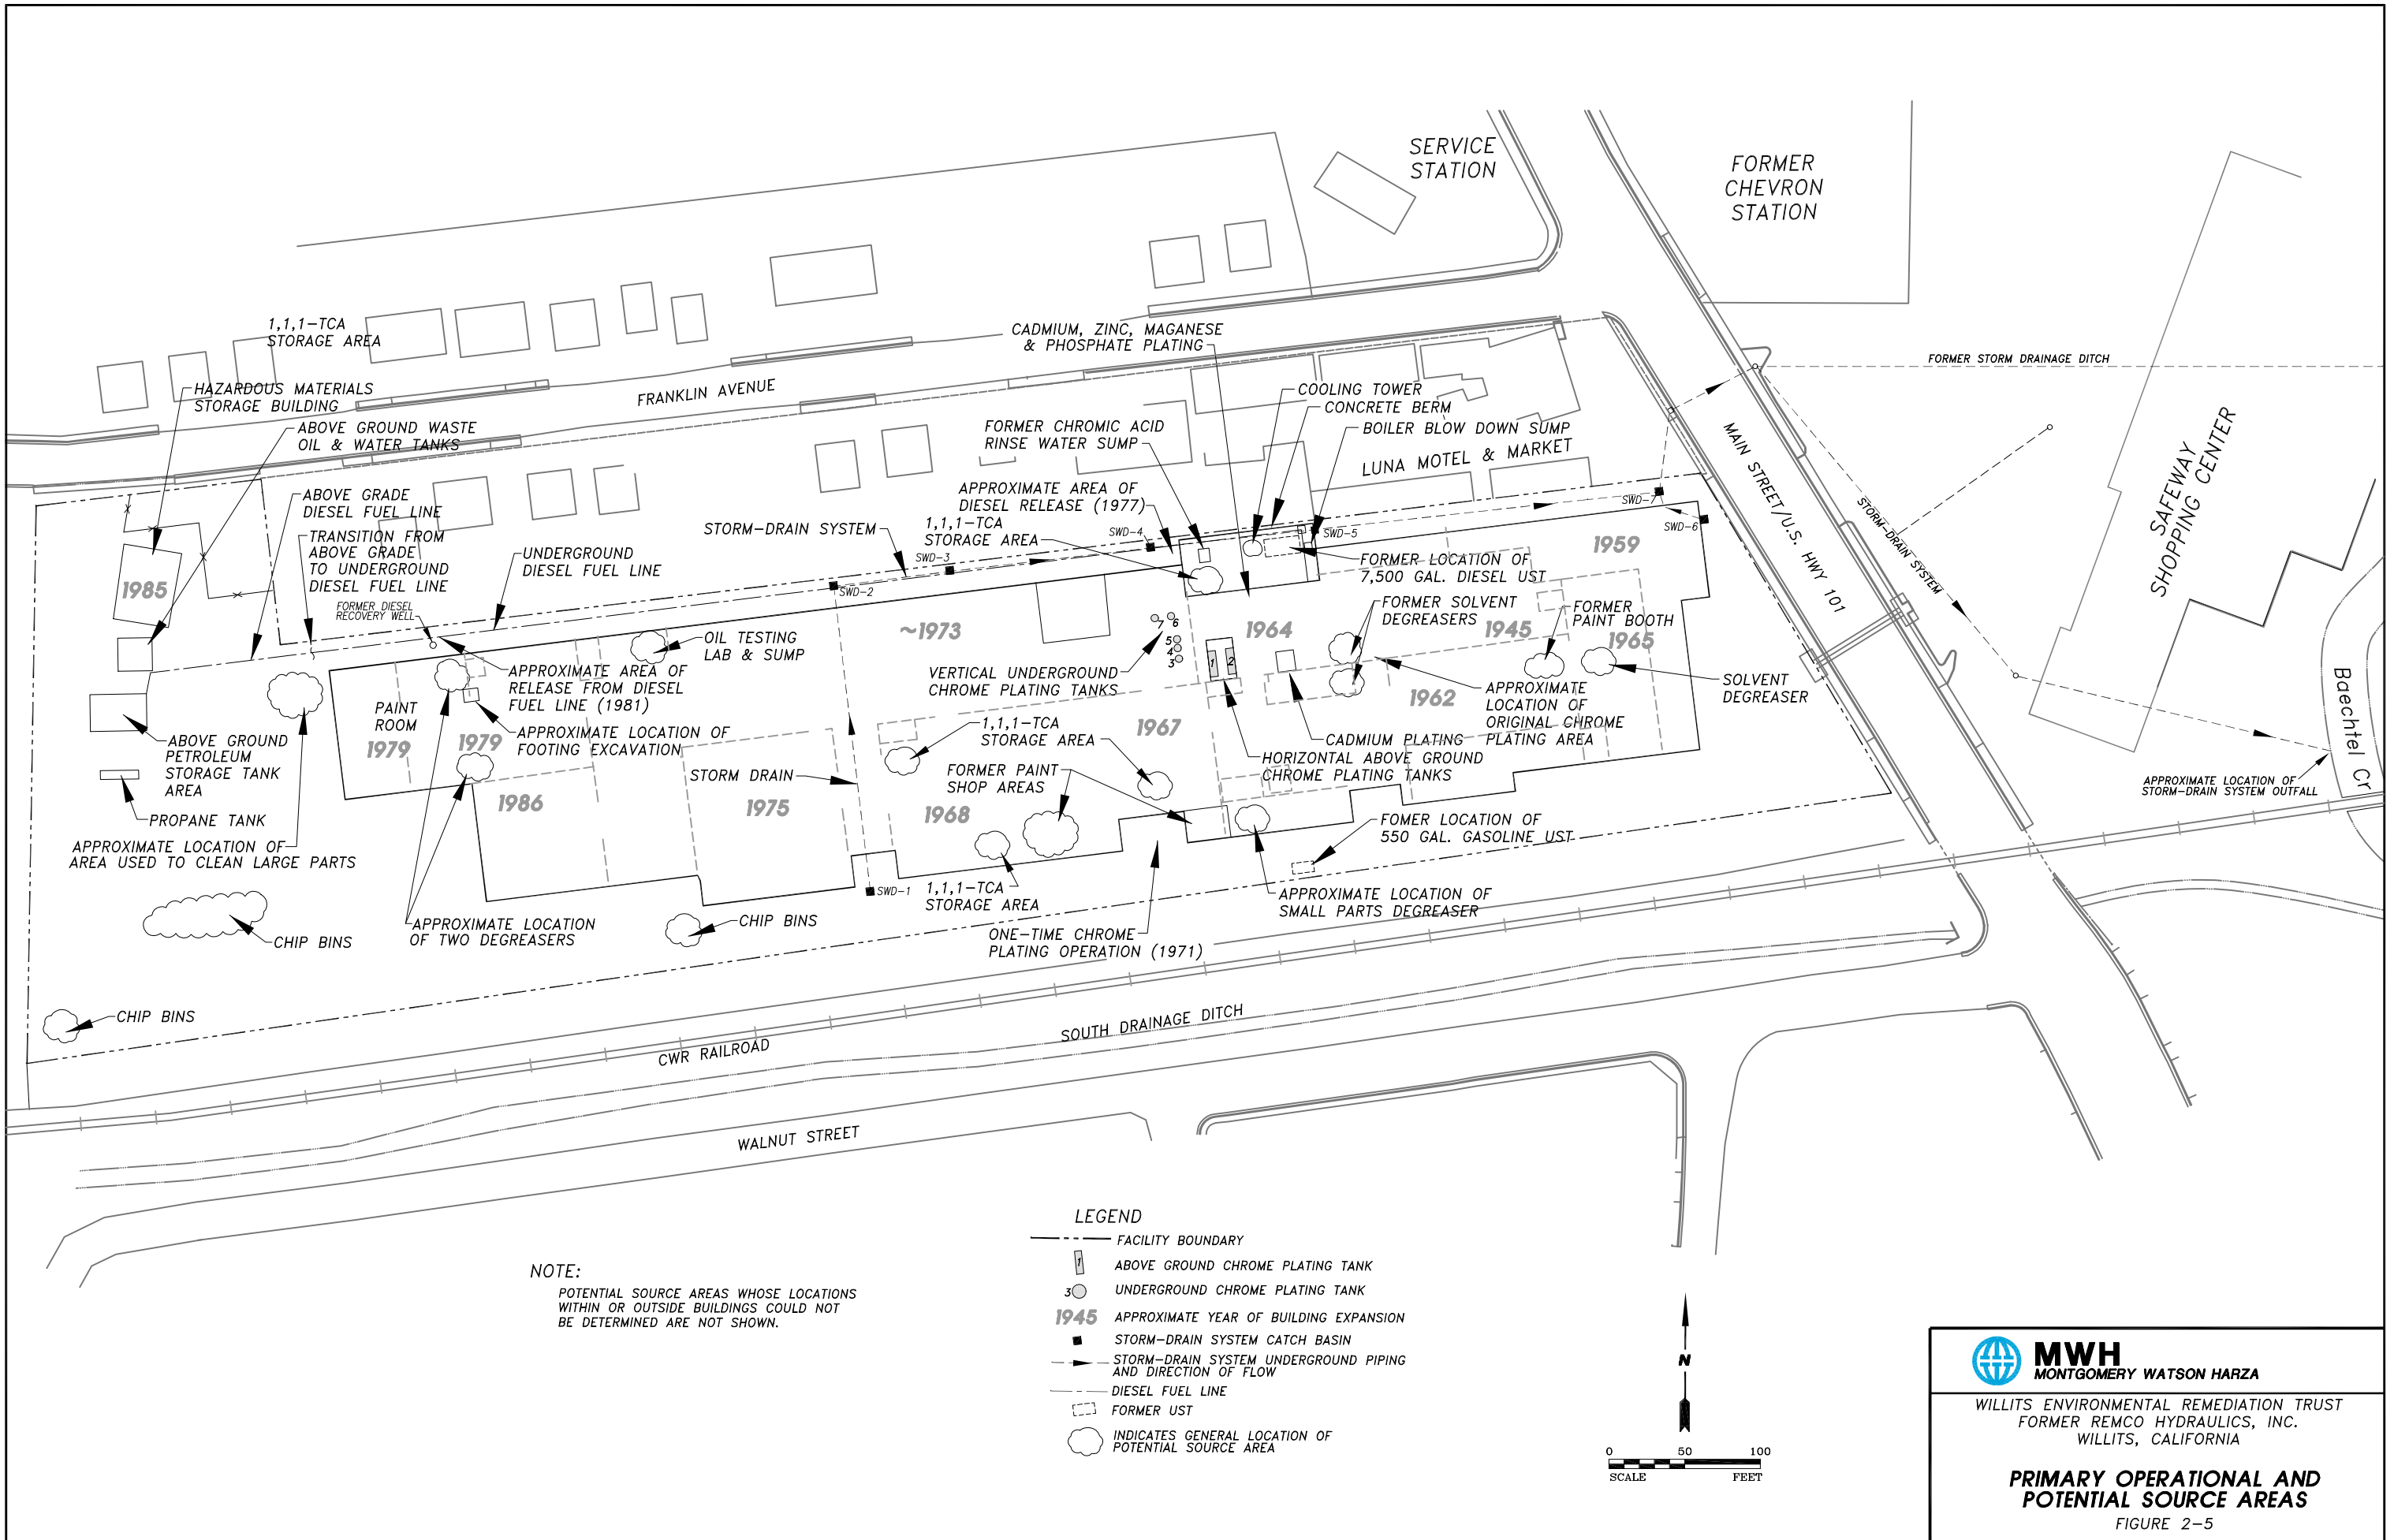 SERVICE
STATION
FORMER
CHEVRON
STATION
1,1,1-TCA
STORAGE AREA
CADMIUM, ZINC, MAGANESE
& PHOSPHATE PLATING
FORMER STORM DRAINAGE DITCH
FRANKLIN AVENUE
HAZARDOUS MATERIALS
STORAGE BUILDING
COOLING TOWER
CONCRETE BERM
BOILER BLOW DOWN SUMP
ABOVE GROUND WASTE
OIL & WATER TANKS
FORMER CHROMIC ACID
RINSE WATER SUMP
LUNA MOTEL & MARKET
MAIN STREET/U.S. HWY 101
SAFEWAY
SHOPPING CENTER
ABOVE GRADE
DIESEL FUEL LINE
APPROXIMATE AREA OF
DIESEL RELEASE (1977)
1,1,1-TCA
STORAGE AREA
STORM-DRAIN SYSTEM
SWD-4
SWD-5
SWD-7
SWD-6
STORM-DRAIN SYSTEM
TRANSITION FROM
ABOVE GRADE
TO UNDERGROUND
DIESEL FUEL LINE
UNDERGROUND
DIESEL FUEL LINE
SWD-3
SWD-2
FORMER LOCATION OF
7,500 GAL. DIESEL UST
1959
1985
FORMER DIESEL
RECOVERY WELL
FORMER SOLVENT
DEGREASERS
FORMER
PAINT BOOTH
~1973
1964
1945
1965
7
6
5
4
3
1
2
OIL TESTING
LAB & SUMP
APPROXIMATE AREA OF
RELEASE FROM DIESEL
FUEL LINE (1981)
VERTICAL UNDERGROUND
CHROME PLATING TANKS
SOLVENT
DEGREASER
Baechtel Cr
PAINT
ROOM
1979
1979
APPROXIMATE LOCATION OF
FOOTING EXCAVATION
1962
APPROXIMATE
LOCATION OF
ORIGINAL CHROME
PLATING AREA
1967
1,1,1-TCA
STORAGE AREA
CADMIUM PLATING
HORIZONTAL ABOVE GROUND
CHROME PLATING TANKS
ABOVE GROUND
PETROLEUM
STORAGE TANK
AREA
STORM DRAIN
FORMER PAINT
SHOP AREAS
APPROXIMATE LOCATION OF
STORM-DRAIN SYSTEM OUTFALL
1986
1975
1968
PROPANE TANK
FOMER LOCATION OF
550 GAL. GASOLINE UST
APPROXIMATE LOCATION OF
AREA USED TO CLEAN LARGE PARTS
SWD-1
1,1,1-TCA
STORAGE AREA
APPROXIMATE LOCATION OF
SMALL PARTS DEGREASER
CHIP BINS
APPROXIMATE LOCATION
OF TWO DEGREASERS
CHIP BINS
ONE-TIME CHROME
PLATING OPERATION (1971)
CHIP BINS
SOUTH DRAINAGE DITCH
CWR RAILROAD
WALNUT STREET
NOTE:
POTENTIAL SOURCE AREAS WHOSE LOCATIONS
WITHIN OR OUTSIDE BUILDINGS COULD NOT
BE DETERMINED ARE NOT SHOWN.
LEGEND
FACILITY BOUNDARY
1 ABOVE GROUND CHROME PLATING TANK
3 UNDERGROUND CHROME PLATING TANK
1945 APPROXIMATE YEAR OF BUILDING EXPANSION
STORM-DRAIN SYSTEM CATCH BASIN
STORM-DRAIN SYSTEM UNDERGROUND PIPING
AND DIRECTION OF FLOW
DIESEL FUEL LINE
FORMER UST
INDICATES GENERAL LOCATION OF
POTENTIAL SOURCE AREA
N
0 50 100
SCALE FEET
MWH
MONTGOMERY WATSON HARZA
WILLITS ENVIRONMENTAL REMEDIATION TRUST
FORMER REMCO HYDRAULICS, INC.
WILLITS, CALIFORNIA
PRIMARY OPERATIONAL AND
POTENTIAL SOURCE AREAS
FIGURE 2-5